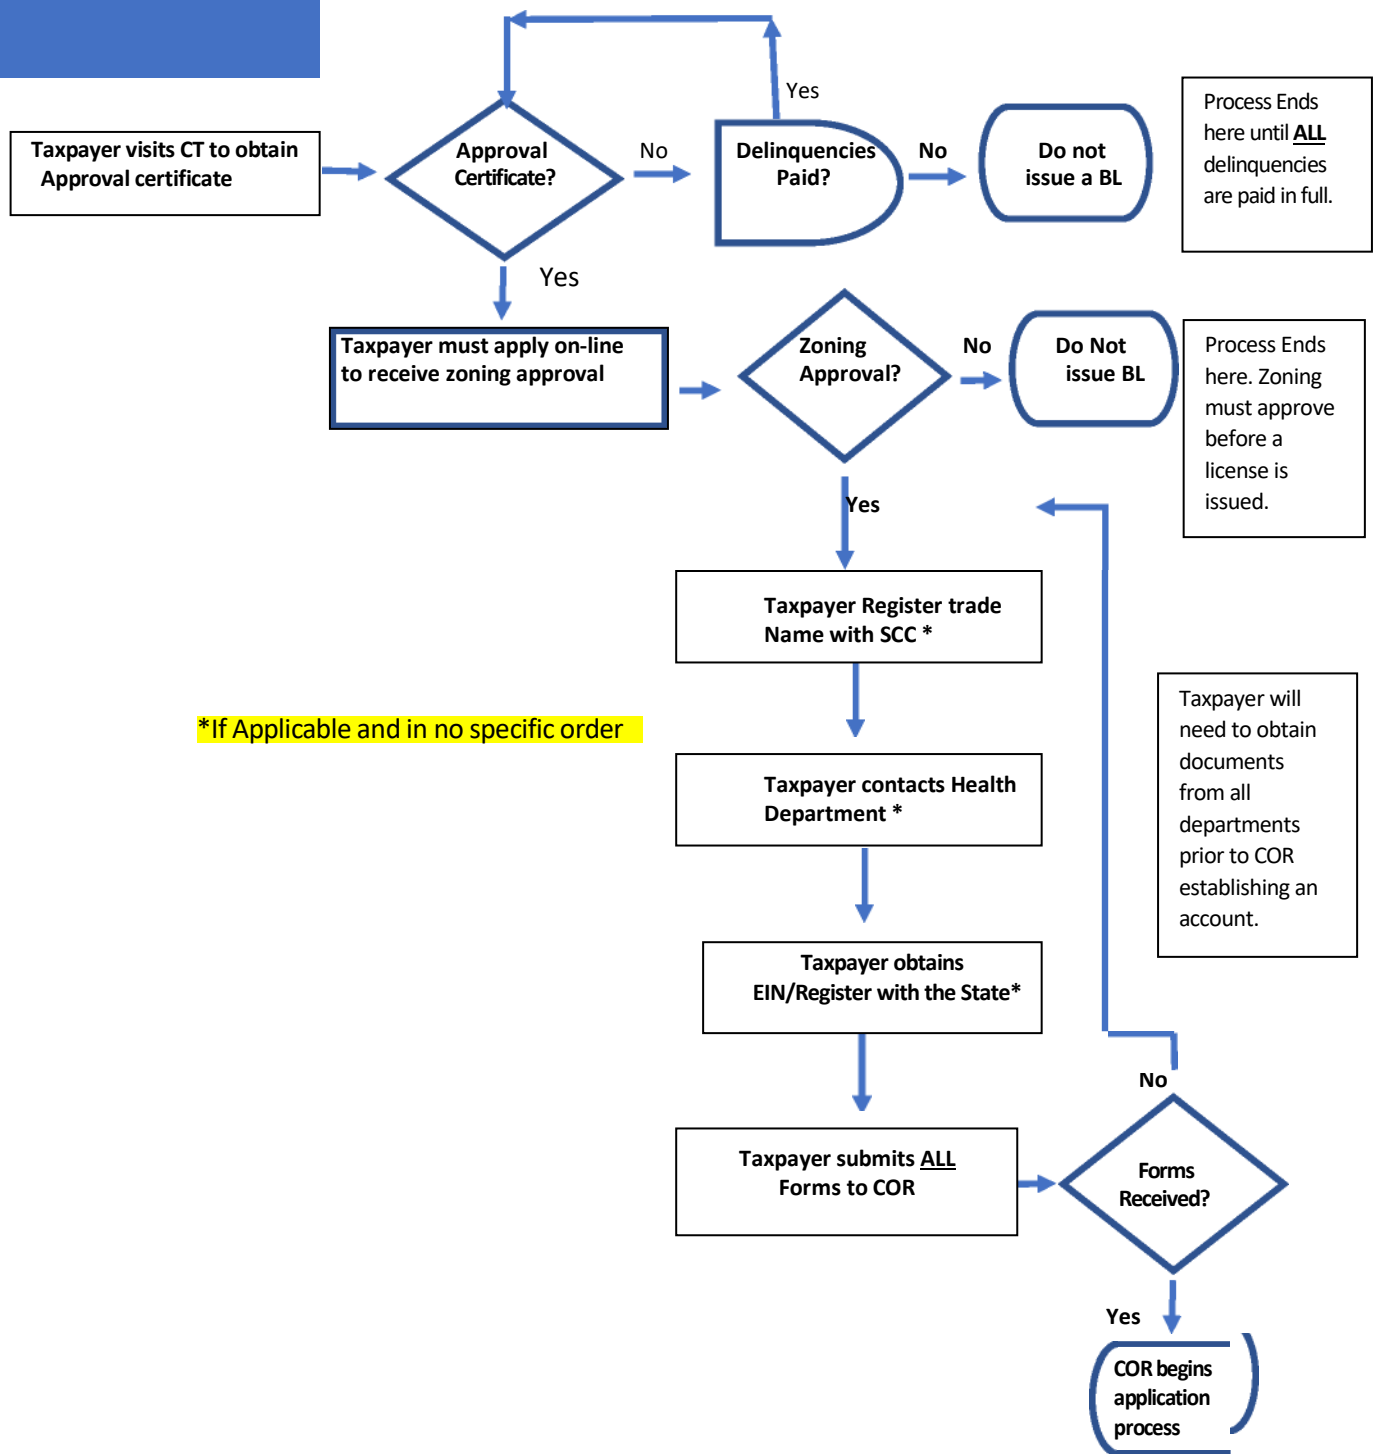 Yes
Taxpayer visits CT to obtain
Approval certificate
Approval
Certificate?
No
Delinquencies
Paid?
No
Do not
issue a BL
Process Ends
here until ALL
delinquencies
are paid in full.
Yes
Taxpayer must apply on-line
to receive zoning approval
Zoning
Approval?
No
Do Not
issue BL
Process Ends
here. Zoning
must approve
before a
license is
issued.
Yes
Taxpayer Register trade
Name with SCC *
*If Applicable and in no specific order
Taxpayer contacts Health
Department *
Taxpayer will
need to obtain
documents
from all
departments
prior to COR
establishing an
account.
Taxpayer obtains
EIN/Register with the State*
No
Taxpayer submits ALL
Forms to COR
Forms
Received?
Yes
COR begins
application
process